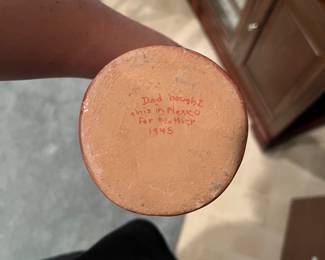 Dad bought
this in Mexico
For Mother
1945